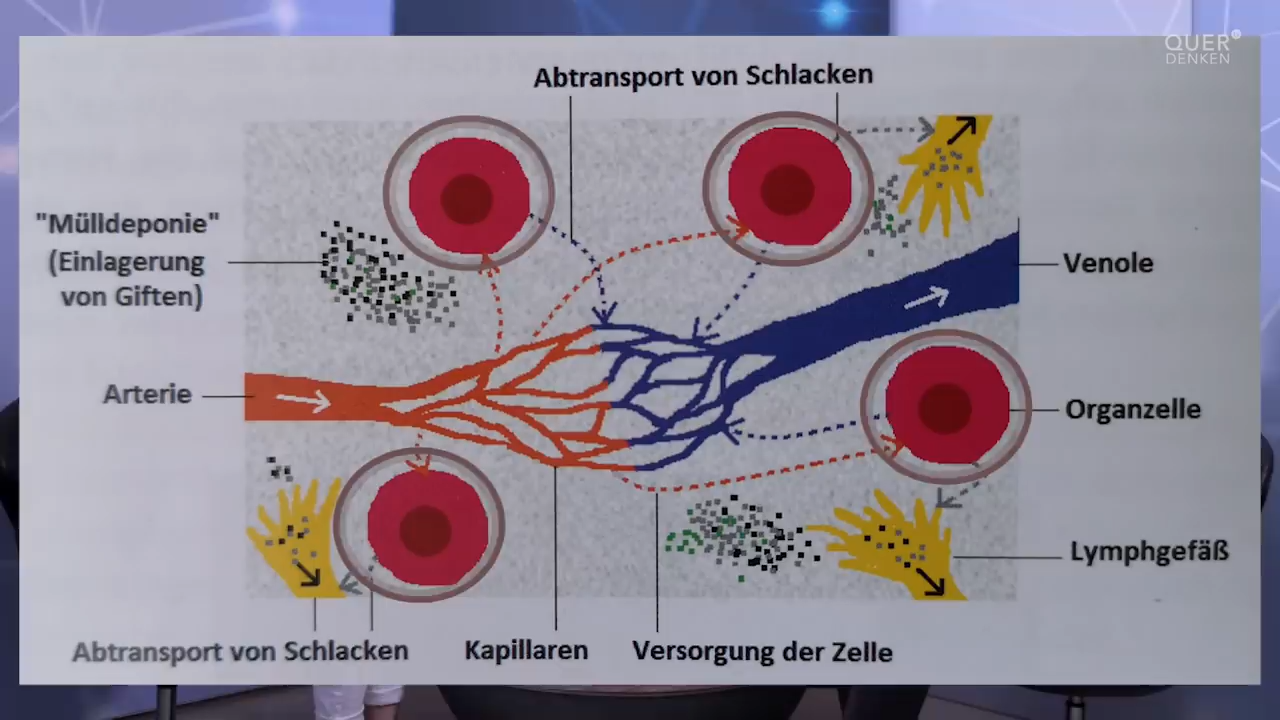 QUER
DENKEN
Abtransport von Schlacken
"Mülldeponie"
(Einlagerung
von Giften)
Venole
Arterie
Organzelle
Lymphgefäß
Abtransport von Schlacken
Kapillaren
Versorgung der Zelle